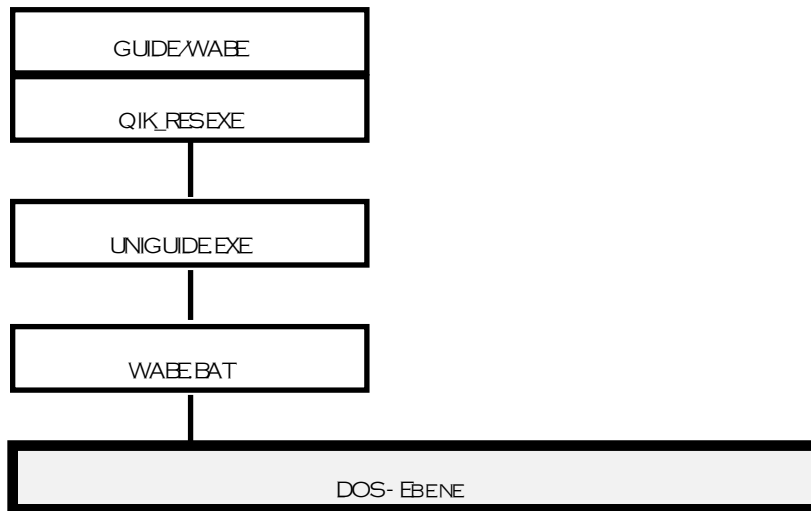 GUIDE/WABE
QIK_RES.EXE
UNIGUIDE.EXE
WABE.BAT
DOS - EBENE